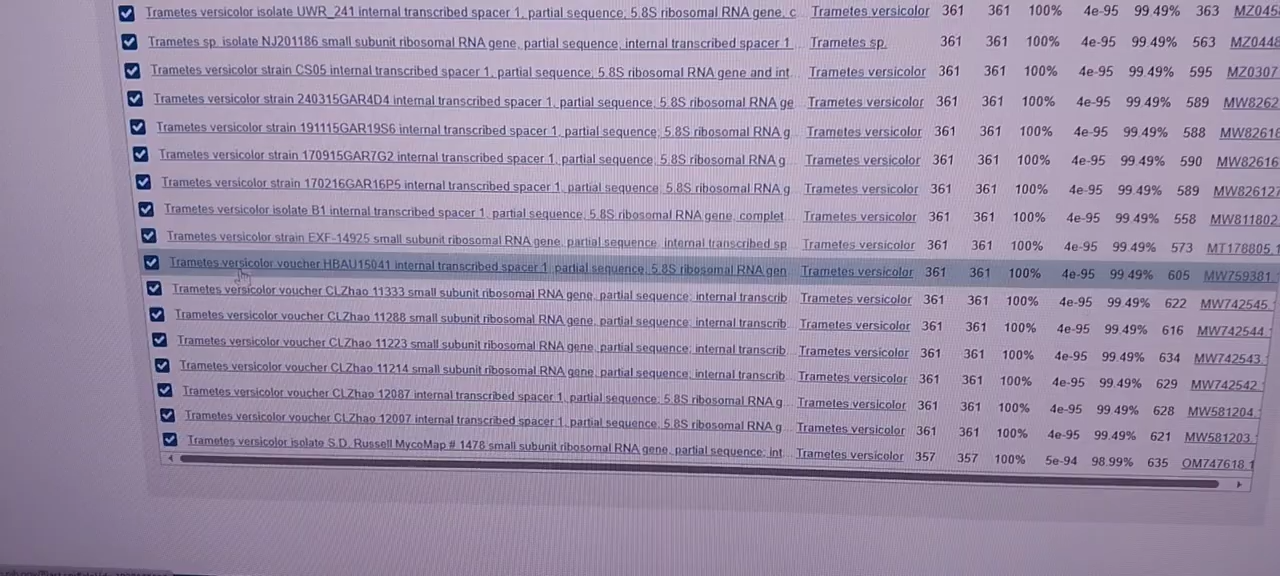 Trametes versicolor isolate UWR_241 internal transcribed spacer 1, partial sequence; 5.8S ribosomal RNA gene, c... Trametes versicolor 361 361 100% 4e-95 99.49% 363 MZ045
Trametes sp. isolate NJ201186 small subunit ribosomal RNA gene, partial sequence; internal transcribed spacer 1... Trametes sp. 361 361 100% 4e-95 99.49% 563 MZ0448
Trametes versicolor strain CS05 internal transcribed spacer 1, partial sequence; 5.8S ribosomal RNA gene and int... Trametes versicolor 361 361 100% 4e-95 99.49% 595 MZ0307
Trametes versicolor strain 240315GAR4D4 internal transcribed spacer 1, partial sequence; 5.8S ribosomal RNA ge... Trametes versicolor 361 361 100% 4e-95 99.49% 589 MW8262
Trametes versicolor strain 191115GAR19S6 internal transcribed spacer 1, partial sequence; 5.8S ribosomal RNA g... Trametes versicolor 361 361 100% 4e-95 99.49% 588 MW82616
Trametes versicolor strain 170915GAR7G2 internal transcribed spacer 1, partial sequence; 5.8S ribosomal RNA g... Trametes versicolor 361 361 100% 4e-95 99.49% 590 MW82616
Trametes versicolor strain 170216GAR16P5 internal transcribed spacer 1, partial sequence; 5.8S ribosomal RNA g... Trametes versicolor 361 361 100% 4e-95 99.49% 589 MW826127
Trametes versicolor isolate B1 internal transcribed spacer 1, partial sequence; 5.8S ribosomal RNA gene, complet... Trametes versicolor 361 361 100% 4e-95 99.49% 558 MW811802
Trametes versicolor strain EXF-14925 small subunit ribosomal RNA gene, partial sequence; internal transcribed sp... Trametes versicolor 361 361 100% 4e-95 99.49% 573 MT178805.1
Trametes versicolor voucher HBAU15041 internal transcribed spacer 1, partial sequence; 5.8S ribosomal RNA gen... Trametes versicolor 361 361 100% 4e-95 99.49% 605 MW759381.
Trametes versicolor voucher CLZhao 11333 small subunit ribosomal RNA gene, partial sequence; internal transcrib... Trametes versicolor 361 361 100% 4e-95 99.49% 622 MW742545.
Trametes versicolor voucher CLZhao 11288 small subunit ribosomal RNA gene, partial sequence; internal transcrib... Trametes versicolor 361 361 100% 4e-95 99.49% 616 MW742544.
Trametes versicolor voucher CLZhao 11223 small subunit ribosomal RNA gene, partial sequence; internal transcrib... Trametes versicolor 361 361 100% 4e-95 99.49% 634 MW742543.
Trametes versicolor voucher CLZhao 11214 small subunit ribosomal RNA gene, partial sequence; internal transcrib... Trametes versicolor 361 361 100% 4e-95 99.49% 629 MW742542.
Trametes versicolor voucher CLZhao 12087 internal transcribed spacer 1, partial sequence; 5.8S ribosomal RNA g... Trametes versicolor 361 361 100% 4e-95 99.49% 628 MW581204.
Trametes versicolor voucher CLZhao 12007 internal transcribed spacer 1, partial sequence; 5.8S ribosomal RNA g... Trametes versicolor 361 361 100% 4e-95 99.49% 621 MW581203.
Trametes versicolor isolate S.D. Russell MycoMap # 1478 small subunit ribosomal RNA gene, partial sequence; int... Trametes versicolor 357 357 100% 5e-94 98.99% 635 OM747618.1